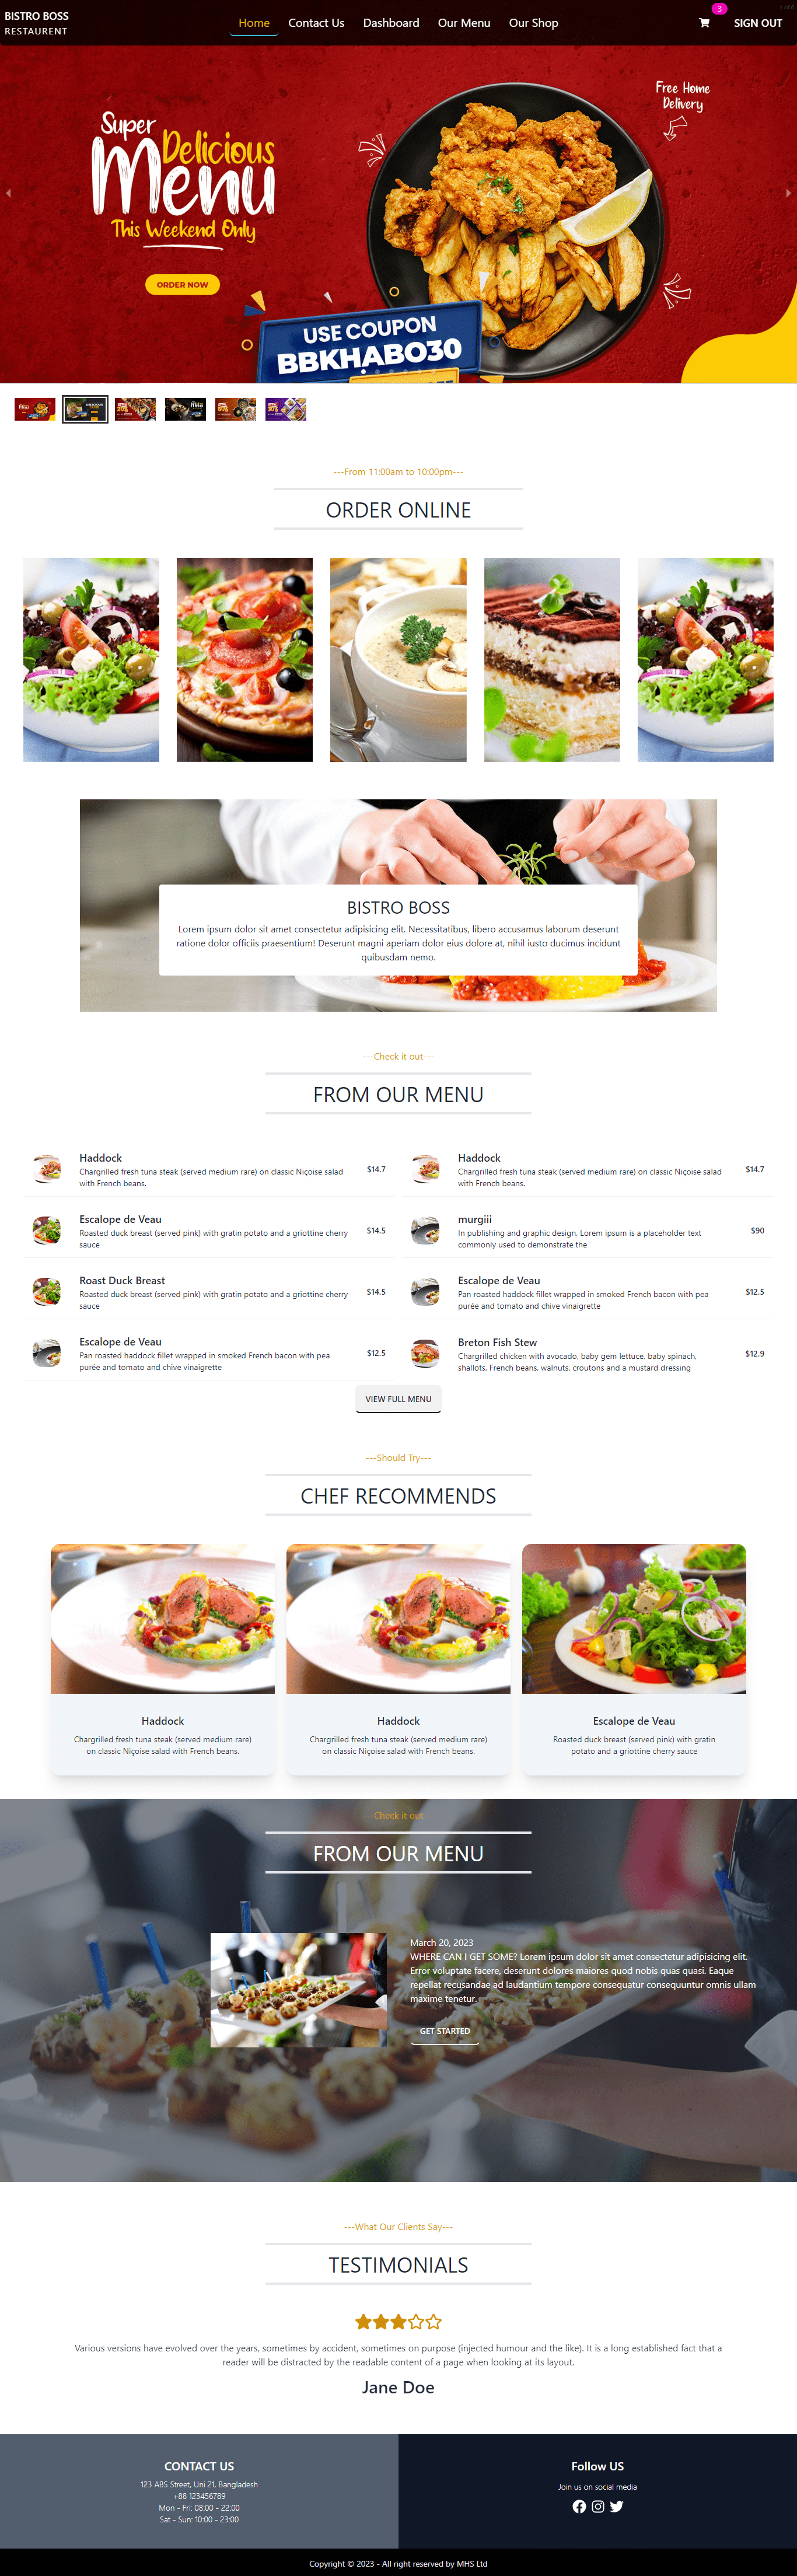 BISTRO BOSS
RESTAURENT
Home
Contact Us
Dashboard
Our Menu
Our Shop
3
SIGN OUT
Super
Delicious
Menu
This Weekend Only
ORDER NOW
Free Home
Delivery
USE COUPON
BBKHABO30
---From 11:00am to 10:00pm---
ORDER ONLINE
BISTRO BOSS
Lorem ipsum dolor sit amet consectetur adipisicing elit. Necessitatibus, libero accusamus laborum deserunt
ratione dolor officiis praesentium! Deserunt magni aperiam dolor eius dolore at, nihil iusto ducimus incidunt
quibusdam nemo.
---Check it out---
FROM OUR MENU
Haddock
Chargrilled fresh tuna steak (served medium rare) on classic Niçoise salad
with French beans.
$14.7
Haddock
Chargrilled fresh tuna steak (served medium rare) on classic Niçoise salad
with French beans.
$14.7
Escalope de Veau
Roasted duck breast (served pink) with gratin potato and a griottine cherry
sauce
$14.5
murgiii
In publishing and graphic design, Lorem ipsum is a placeholder text
commonly used to demonstrate the
$90
Roast Duck Breast
Roasted duck breast (served pink) with gratin potato and a griottine cherry
sauce
$14.5
Escalope de Veau
Pan roasted haddock fillet wrapped in smoked French bacon with pea
purée and tomato and chive vinaigrette
$12.5
Escalope de Veau
Pan roasted haddock fillet wrapped in smoked French bacon with pea
purée and tomato and chive vinaigrette
$12.5
Breton Fish Stew
Chargrilled chicken with avocado, baby gem lettuce, baby spinach,
shallots, French beans, walnuts, croutons and a mustard dressing
$12.9
VIEW FULL MENU
---Should Try---
CHEF RECOMMENDS
Haddock
Chargrilled fresh tuna steak (served medium rare)
on classic Niçoise salad with French beans.
Haddock
Chargrilled fresh tuna steak (served medium rare)
on classic Niçoise salad with French beans.
Escalope de Veau
Roasted duck breast (served pink) with gratin
potato and a griottine cherry sauce
---Check it out---
FROM OUR MENU
March 20, 2023
WHERE CAN I GET SOME? Lorem ipsum dolor sit amet consectetur adipisicing elit.
Error voluptate facere, deserunt dolores maiores quod nobis quas quasi. Eaque
repellat recusandae ad laudantium tempore consequatur consequuntur omnis ullam
maxime tenetur.
GET STARTED
---What Our Clients Say---
TESTIMONIALS
Various versions have evolved over the years, sometimes by accident, sometimes on purpose (injected humour and the like). It is a long established fact that a
reader will be distracted by the readable content of a page when looking at its layout.
Jane Doe
CONTACT US
123 ABS Street, Uni 21, Bangladesh
+88 123456789
Mon - Fri: 08:00 - 22:00
Sat - Sun: 10:00 - 23:00
Follow US
Join us on social media
Copyright © 2023 - All right reserved by MHS Ltd